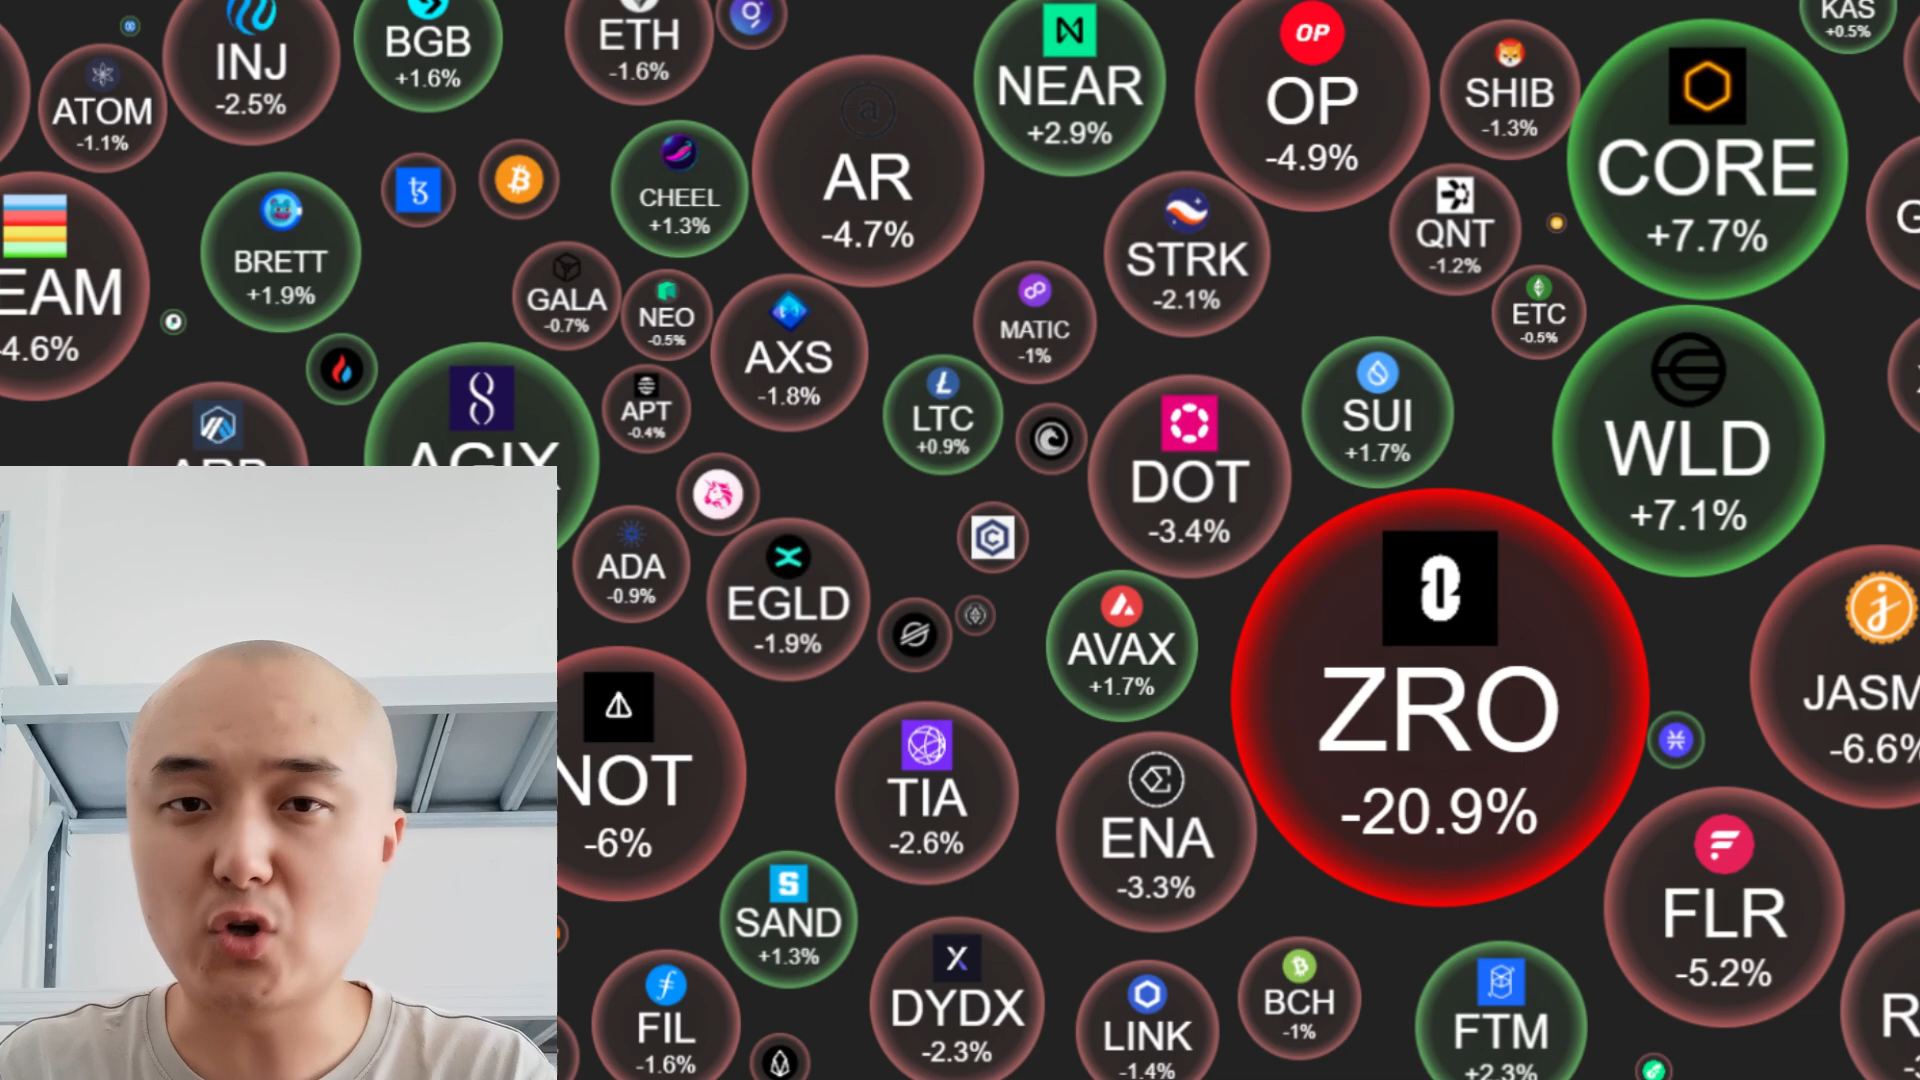 INJ
-2.5%
BGB
+1.6%
ETH
-1.6%
KAS
+0.5%
ATOM
-1.1%
NEAR
+2.9%
OP
OP
-4.9%
SHIB
-1.3%
CORE
+7.7%
AR
-4.7%
CHEEL
+1.3%
BRETT
+1.9%
EAM
-4.6%
STRK
-2.1%
QNT
-1.2%
GALA
-0.7%
NEO
-0.5%
AXS
-1.8%
MATIC
-1%
ETC
-0.5%
APT
-0.4%
LTC
+0.9%
SUI
+1.7%
WLD
+7.1%
AGIX
DOT
-3.4%
ADA
-0.9%
EGLD
-1.9%
AVAX
+1.7%
ZRO
-20.9%
JASM
-6.6%
NOT
-6%
TIA
-2.6%
ENA
-3.3%
SAND
+1.3%
FLR
-5.2%
DYDX
-2.3%
FIL
-1.6%
LINK
-1.4%
BCH
-1%
FTM
+2.3%